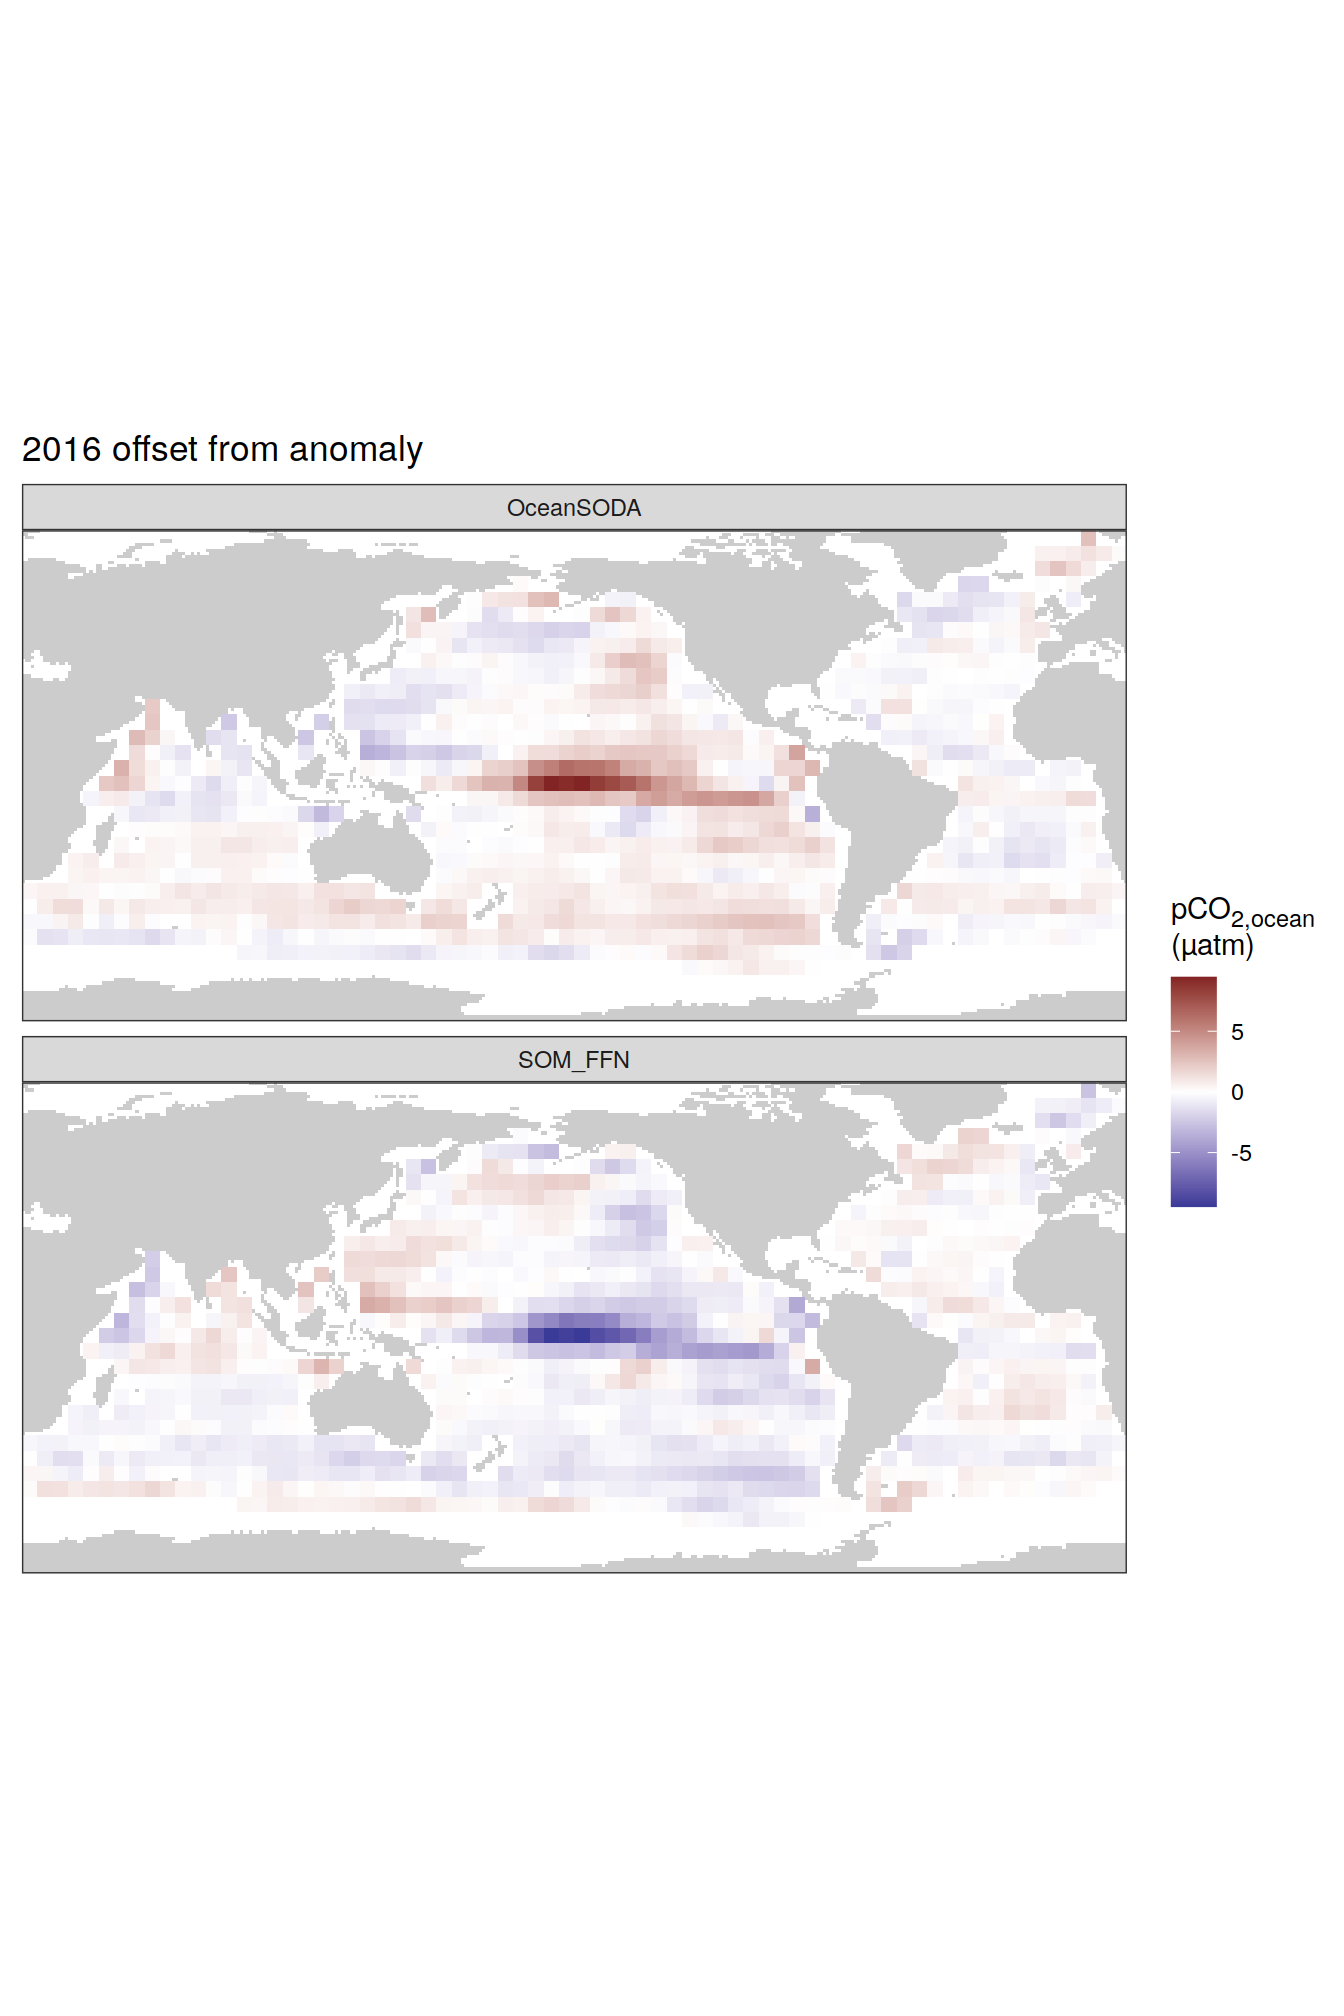 2016 offset from anomaly
OceanSODA
SOM_FFN
pCO₂,ocean
(µatm)
5
0
-5